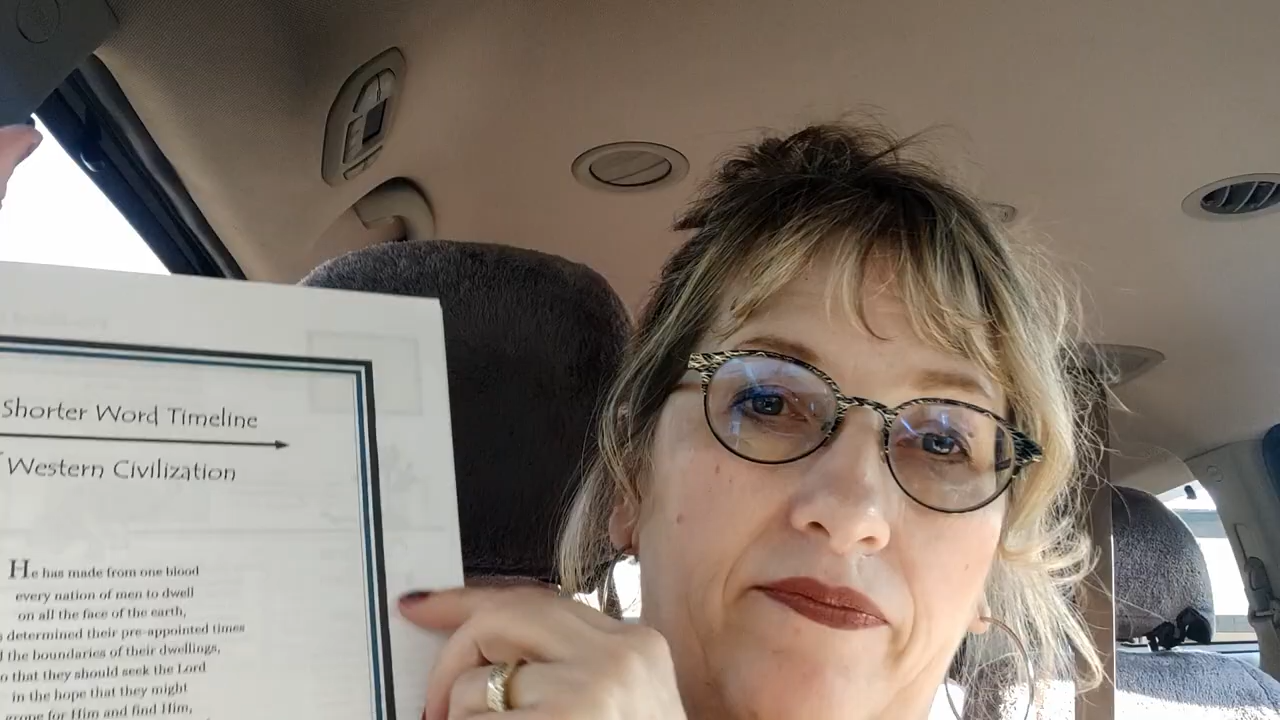 Shorter Word Timeline
Western Civilization
He has made from one blood
every nation of men to dwell
on all the face of the earth,
determined their pre-appointed times
the boundaries of their dwellings,
that they should seek the Lord
in the hope that they might
grope for Him and find Him,